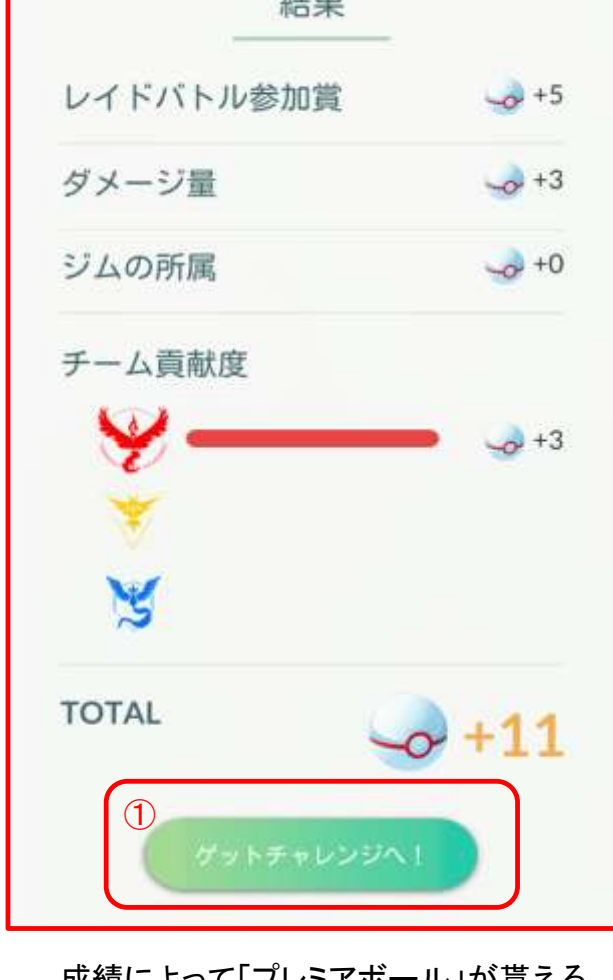 結果
レイドバトル参加賞 +5
ダメージ量 +3
ジムの所属 +0
チーム貢献度
+3
TOTAL +11
①
ゲットチャレンジへ！
成績によって「プレミアボール」が貰える